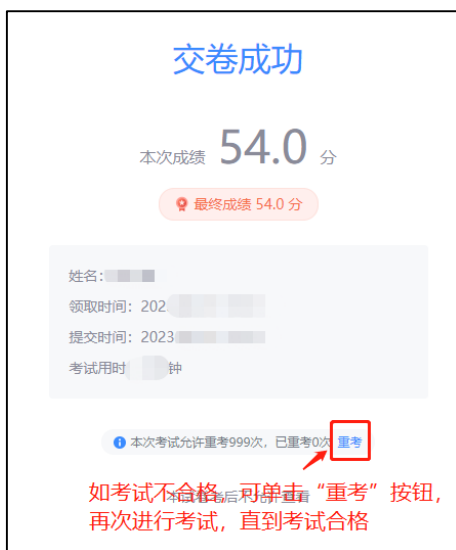 交卷成功
本次成绩 54.0 分
最终成绩 54.0 分
姓名：
领取时间：202
提交时间：2023
考试用时 钟
本次考试允许重考999次，已重考0次 重考
如考试不合格，可单击“重考”按钮，
再次进行考试，直到考试合格